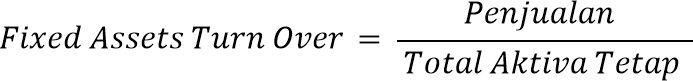 Fixed Assets Turn Over = Penjualan / Total Aktiva Tetap